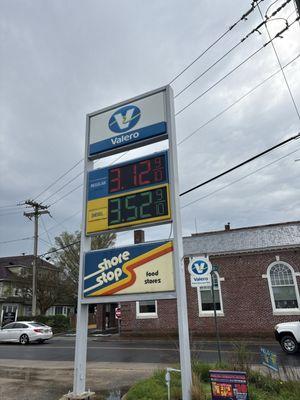 Valero
REGULAR
3.12 9/10
DIESEL
3.52 9/10
shore
stop
food
stores
Valero